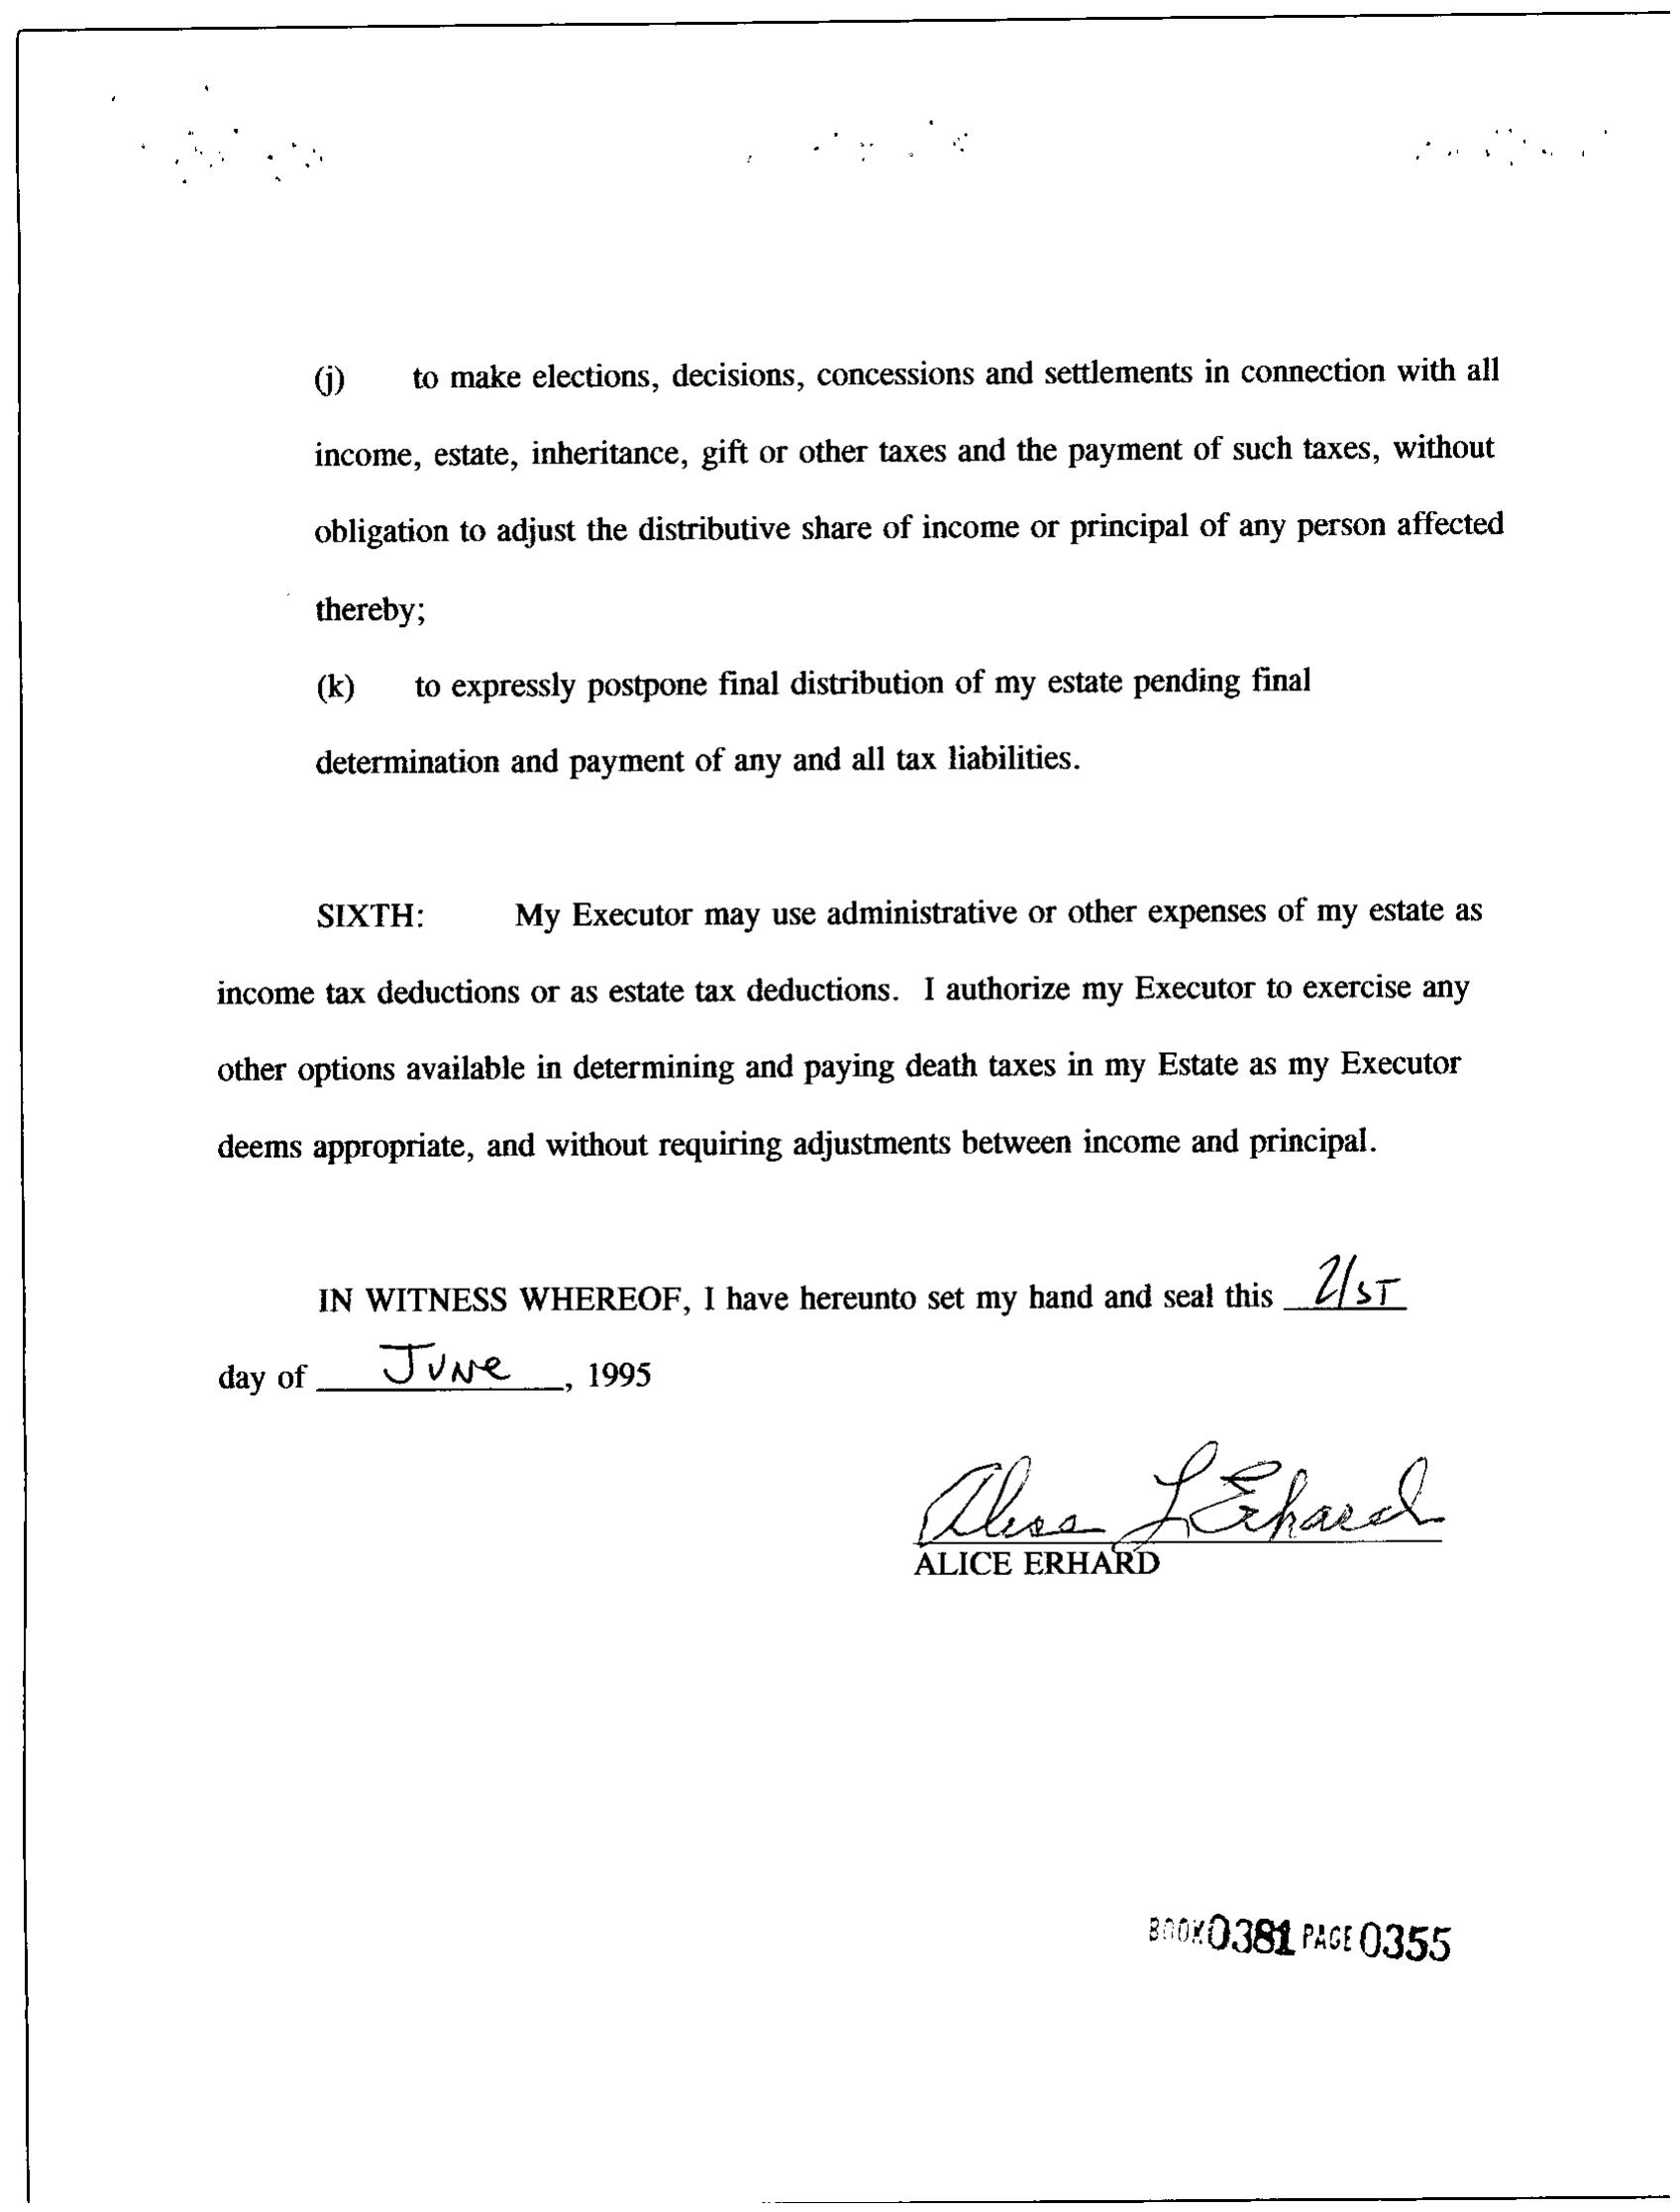 (j) to make elections, decisions, concessions and settlements in connection with all
income, estate, inheritance, gift or other taxes and the payment of such taxes, without
obligation to adjust the distributive share of income or principal of any person affected
thereby;
(k) to expressly postpone final distribution of my estate pending final
determination and payment of any and all tax liabilities.
SIXTH: My Executor may use administrative or other expenses of my estate as
income tax deductions or as estate tax deductions. I authorize my Executor to exercise any
other options available in determining and paying death taxes in my Estate as my Executor
deems appropriate, and without requiring adjustments between income and principal.
IN WITNESS WHEREOF, I have hereunto set my hand and seal this 21ST
day of JUNe, 1995
Alice L Erhard
ALICE ERHARD
BOOK 0381 PAGE 0355